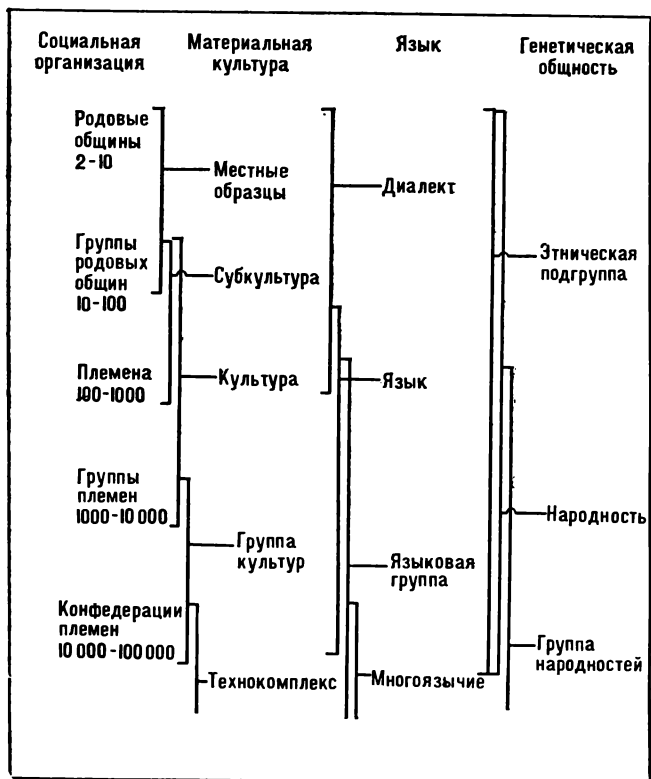 Социальная
организация
Материальная
культура
Язык
Генетическая
общность
Родовые
общины
2-10
Местные
образцы
Диалект
Группы
родовых
общин
10-100
Субкультура
Этническая
подгруппа
Племена
100-1000
Культура
Язык
Группы
племен
1000-10 000
Группа
культур
Языковая
группа
Народность
Конфедерации
племен
10 000-100 000
Технокомплекс
Многоязычие
Группа
народностей